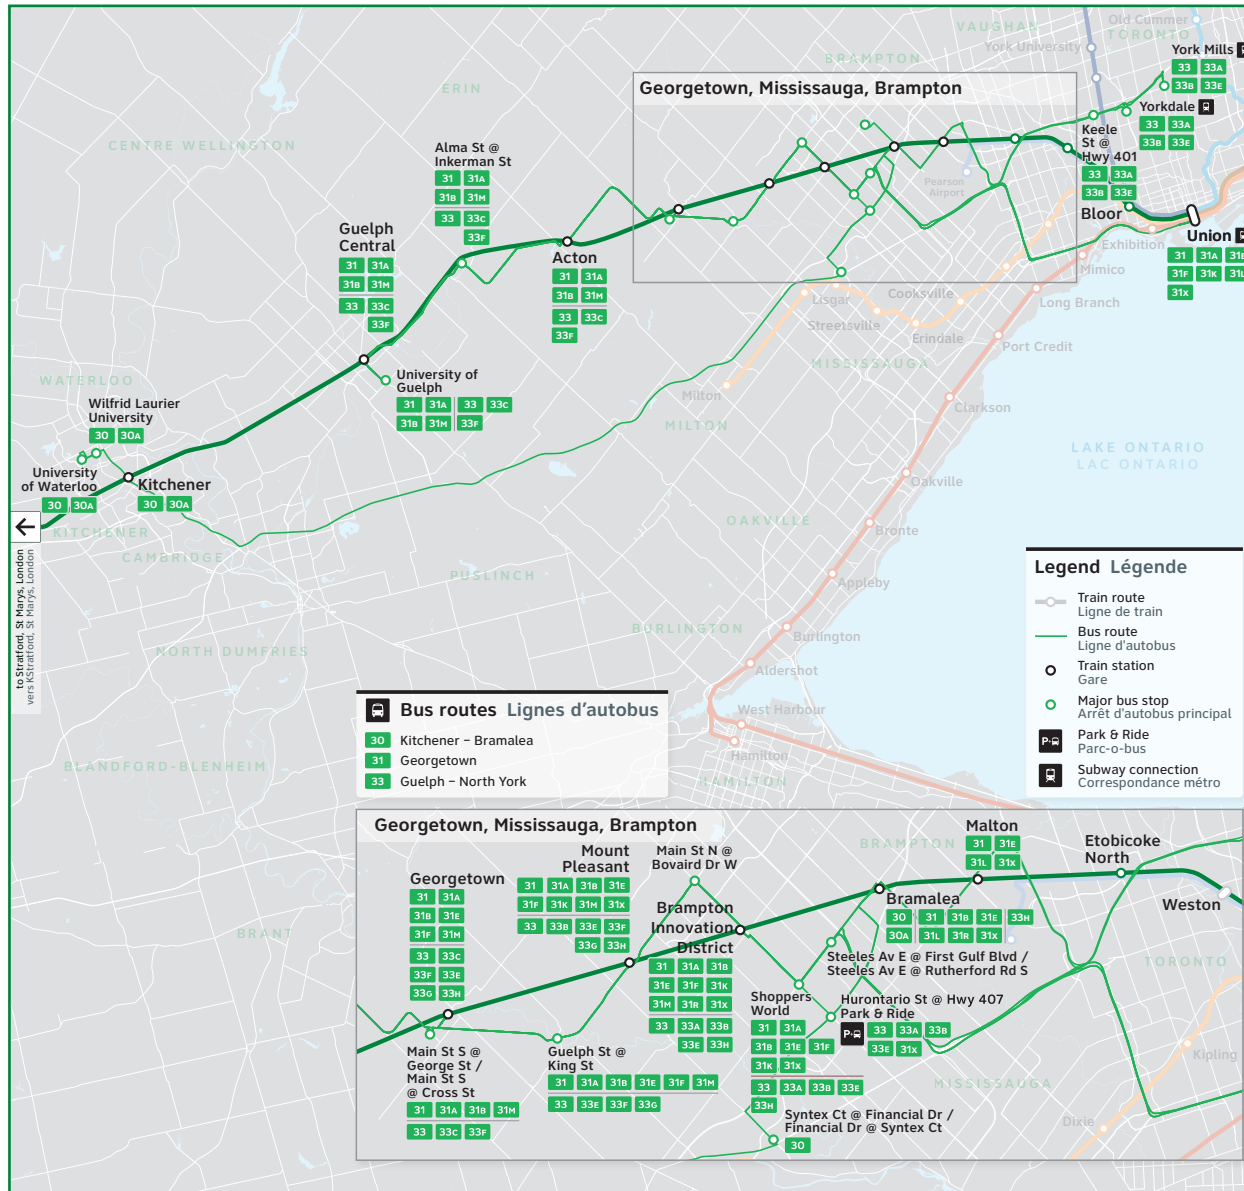 VAUGHAN
Old Cummer
TORONTO
York University
BRAMPTON
York Mills
33 33A
33B 33E
Yorkdale
33 33A
33B 33E
ERIN
Georgetown, Mississauga, Brampton
Keele
St @
Hwy 401
33 33A
33B 33E
CENTRE WELLINGTON
Alma St @
Inkerman St
31 31A
31B 31M
33 33C
33F
Pearson
Airport
Bloor
Union
31 31A
31F 31K
31X
Exhibition
Mimico
Guelph
Central
31 31A
31B 31M
33 33C
33F
Acton
31 31A
31B 31M
33 33C
33F
Lisgar
Cooksville
Long Branch
Streetsville
Erindale
Port Credit
MISSISSAUGA
WATERLOO
University of
Guelph
31 31A 33 33C
31B 31M 33F
Milton
Clarkson
MILTON
Wilfrid Laurier
University
30 30A
LAKE ONTARIO
LAC ONTARIO
University
of Waterloo
30 30A
Kitchener
30 30A
Oakville
KITCHENER
OAKVILLE
Bronte
CAMBRIDGE
PUSLINCH
Appleby
to Stratford, St Marys, London
vers KStratford, St Marys, London
BURLINGTON
Burlington
NORTH DUMFRIES
Aldershot
West Harbour
Hamilton
HAMILTON
BLANDFORD-BLENHEIM
BRANT
Legend Légende
Train route
Ligne de train
Bus route
Ligne d'autobus
Train station
Gare
Major bus stop
Arrêt d'autobus principal
P Park & Ride
Parc-o-bus
Subway connection
Correspondance métro
Bus routes Lignes d'autobus
30 Kitchener – Bramalea
31 Georgetown
33 Guelph – North York
Georgetown, Mississauga, Brampton
Georgetown
31 31A
31B 31E
31F 31M
33 33C
33F 33E
33G 33H
Mount
Pleasant
31 31A 31B 31E
31F 31K 31M 31X
33 33B 33E 33F
33G 33H
Main St N @
Bovaird Dr W
Brampton
Innovation
District
31 31A 31B
31E 31F 31K
31M 31R 31X
33 33A 33B
33E 33H
BRAMPTON
Malton
31 31E
31L 31X
Etobicoke
North
Weston
Bramalea
30 31 31B 31E 33H
30A 31L 31R 31X
Steeles Av E @ First Gulf Blvd /
Steeles Av E @ Rutherford Rd S
TORONTO
Shoppers
World
31 31A
31B 31E 31F
31K 31X
33 33A 33B 33E
33H
Hurontario St @ Hwy 407
Park & Ride
P 33 33A 33B
33E 31X
Kipling
Main St S @
George St /
Main St S
@ Cross St
31 31A 31B 31M
33 33C 33F
Guelph St @
King St
31 31A 31B 31E 31F 31M
33 33E 33F 33G
MISSISSAUGA
Dixie
Syntex Ct @ Financial Dr /
Financial Dr @ Syntex Ct
30